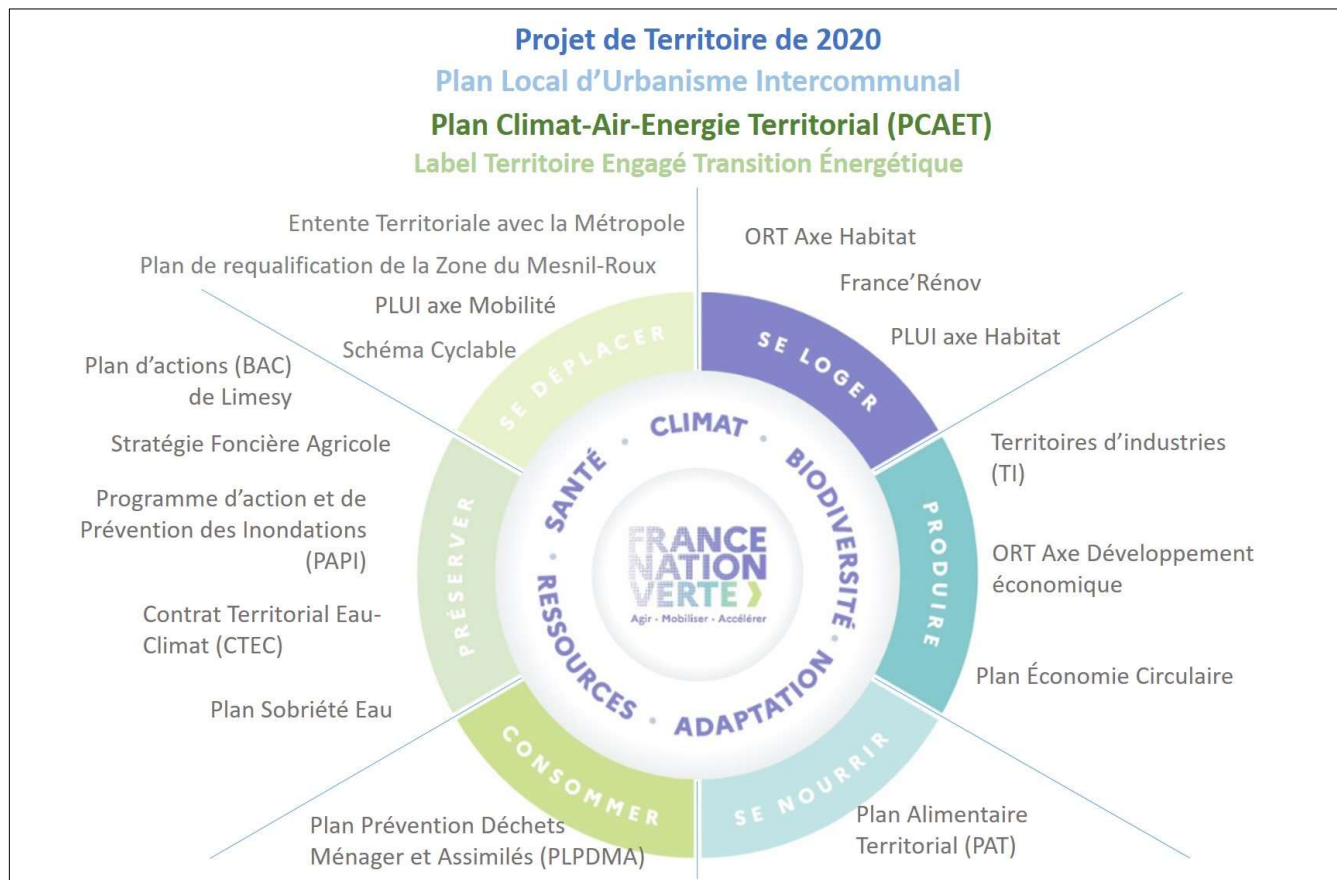 Projet de Territoire de 2020
Plan Local d'Urbanisme Intercommunal
Plan Climat-Air-Energie Territorial (PCAET)
Label Territoire Engagé Transition Énergétique
Entente Territoriale avec la Métropole
Plan de requalification de la Zone du Mesnil-Roux
PLUI axe Mobilité
Schéma Cyclable
ORT Axe Habitat
France'Rénov
PLUI axe Habitat
Plan d'actions (BAC)
de Limesy
Stratégie Foncière Agricole
Programme d'action et de
Prévention des Inondations
(PAPI)
Contrat Territorial Eau-
Climat (CTEC)
Plan Sobriété Eau
Territoires d'industries
(TI)
ORT Axe Développement
économique
Plan Économie Circulaire
Plan Prévention Déchets
Ménager et Assimilés (PLPDMA)
Plan Alimentaire
Territorial (PAT)
SE DÉPLACER
SE LOGER
PRODUIRE
SE NOURRIR
CONSOMMER
PRÉSERVER
SANTÉ • CLIMAT • BIODIVERSITÉ • ADAPTATION • RESSOURCES •
FRANCE
NATION
VERTE >
Agir • Mobiliser • Accélérer